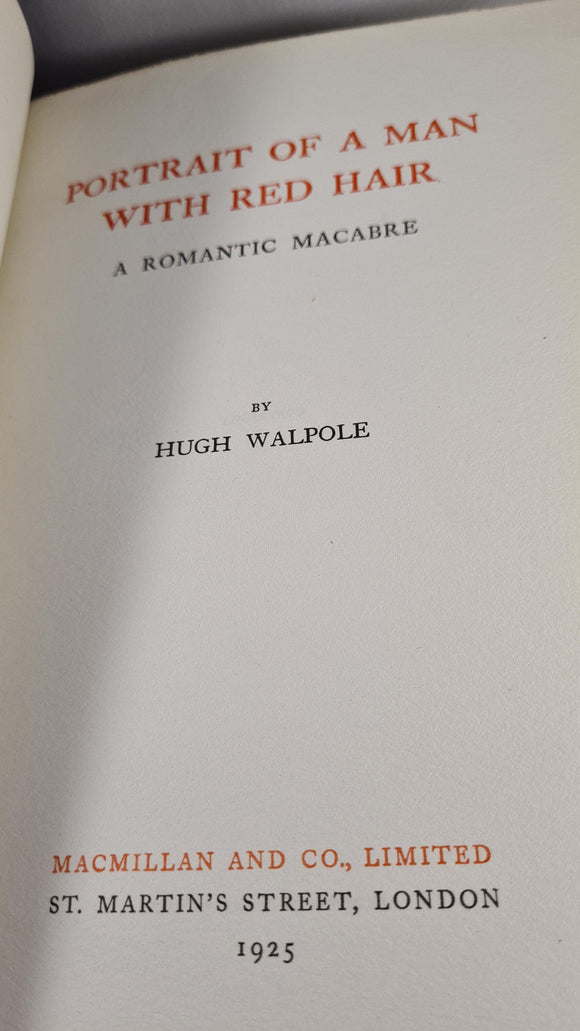 PORTRAIT OF A MAN
WITH RED HAIR
A ROMANTIC MACABRE
BY
HUGH WALPOLE
MACMILLAN AND CO., LIMITED
ST. MARTIN'S STREET, LONDON
1925